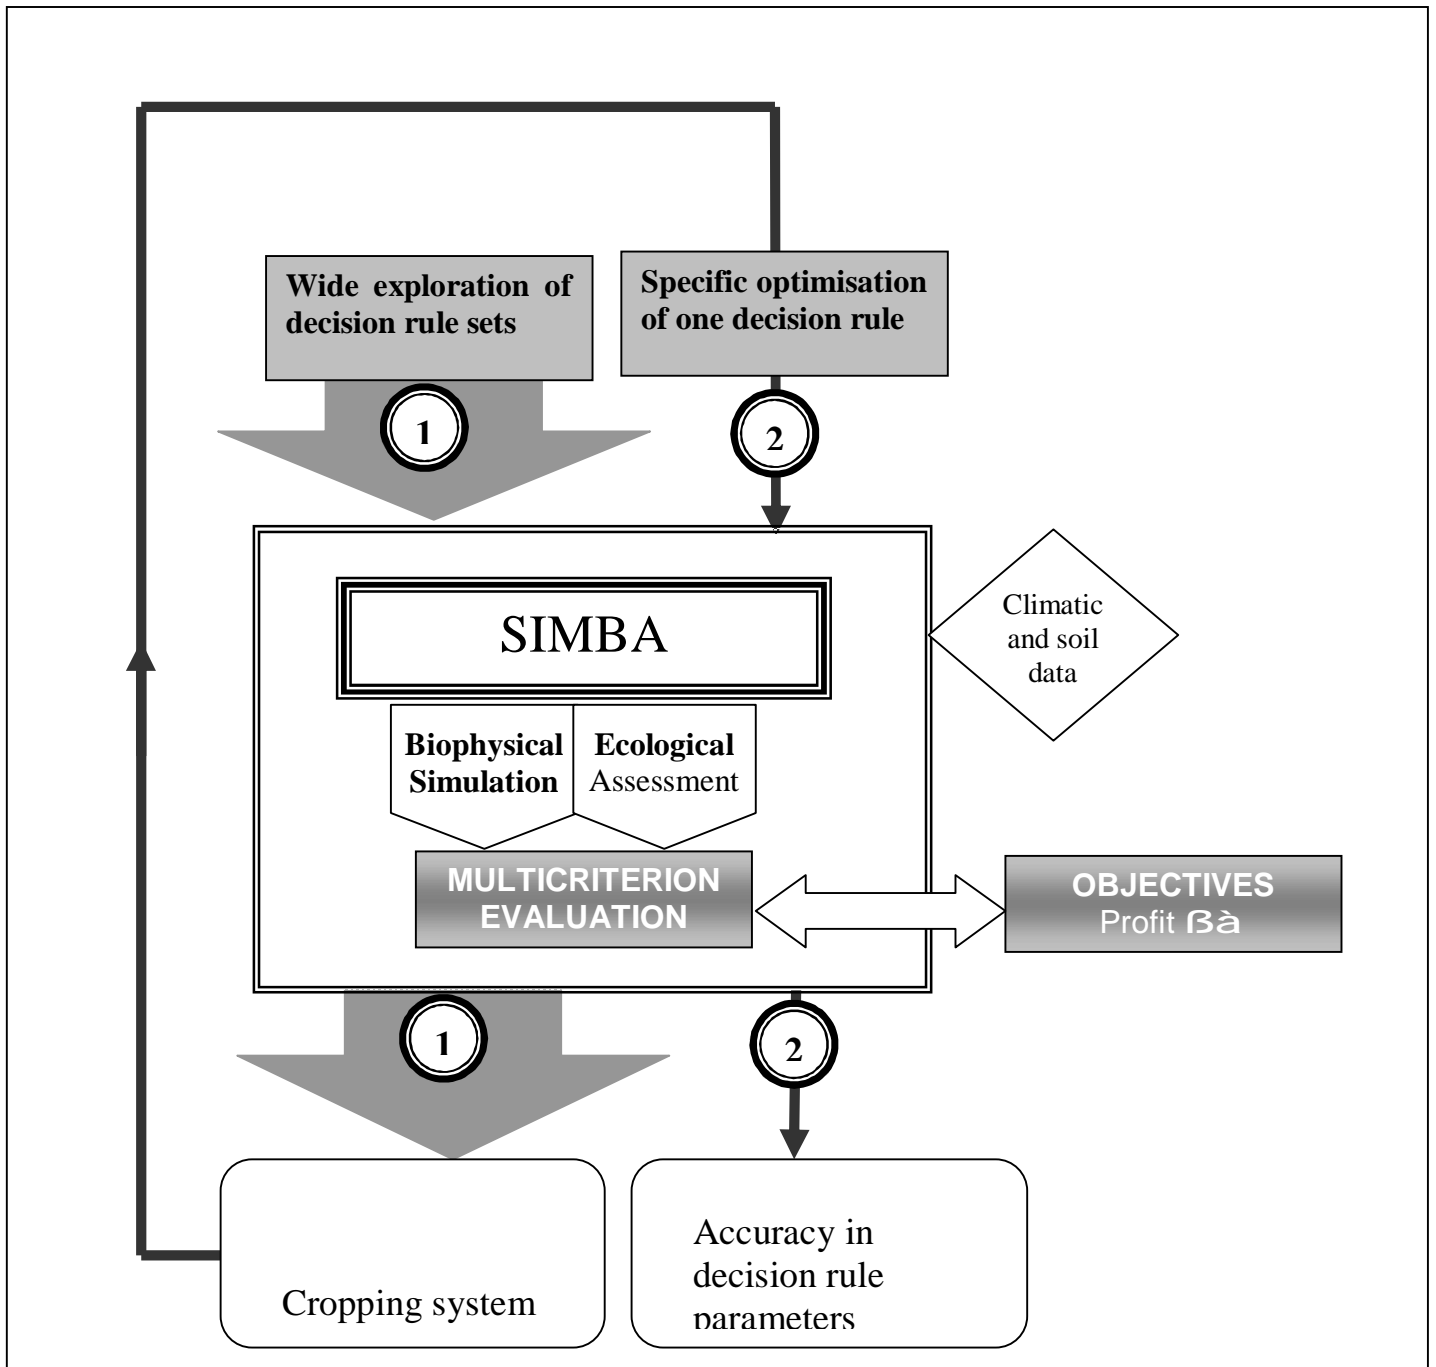 Wide exploration of
decision rule sets
Specific optimisation
of one decision rule
1
2
SIMBA
Climatic
and soil
data
Biophysical
Simulation
Ecological
Assessment
MULTICRITERION
EVALUATION
OBJECTIVES
Profit ßà
1
2
Cropping system
Accuracy in
decision rule
parameters